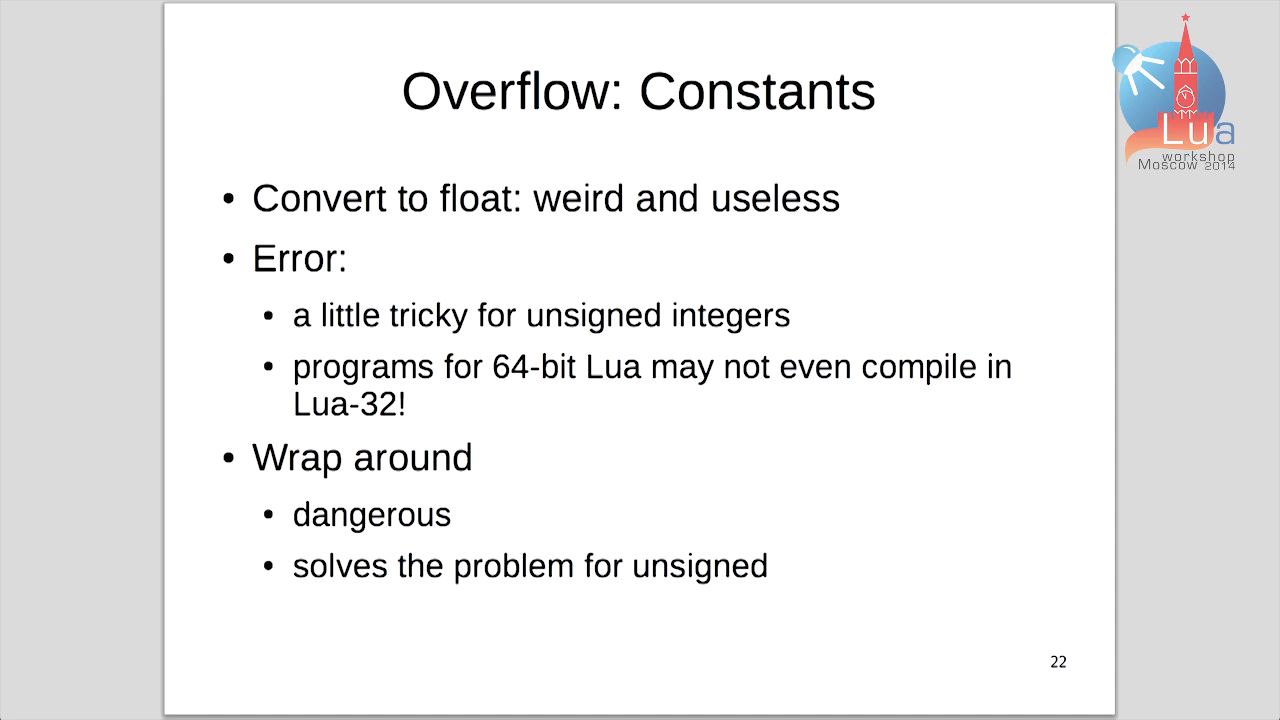 Overflow: Constants
• Convert to float: weird and useless
• Error:
• a little tricky for unsigned integers
• programs for 64-bit Lua may not even compile in
Lua-32!
• Wrap around
• dangerous
• solves the problem for unsigned
22
Lua
workshop
Moscow 2014